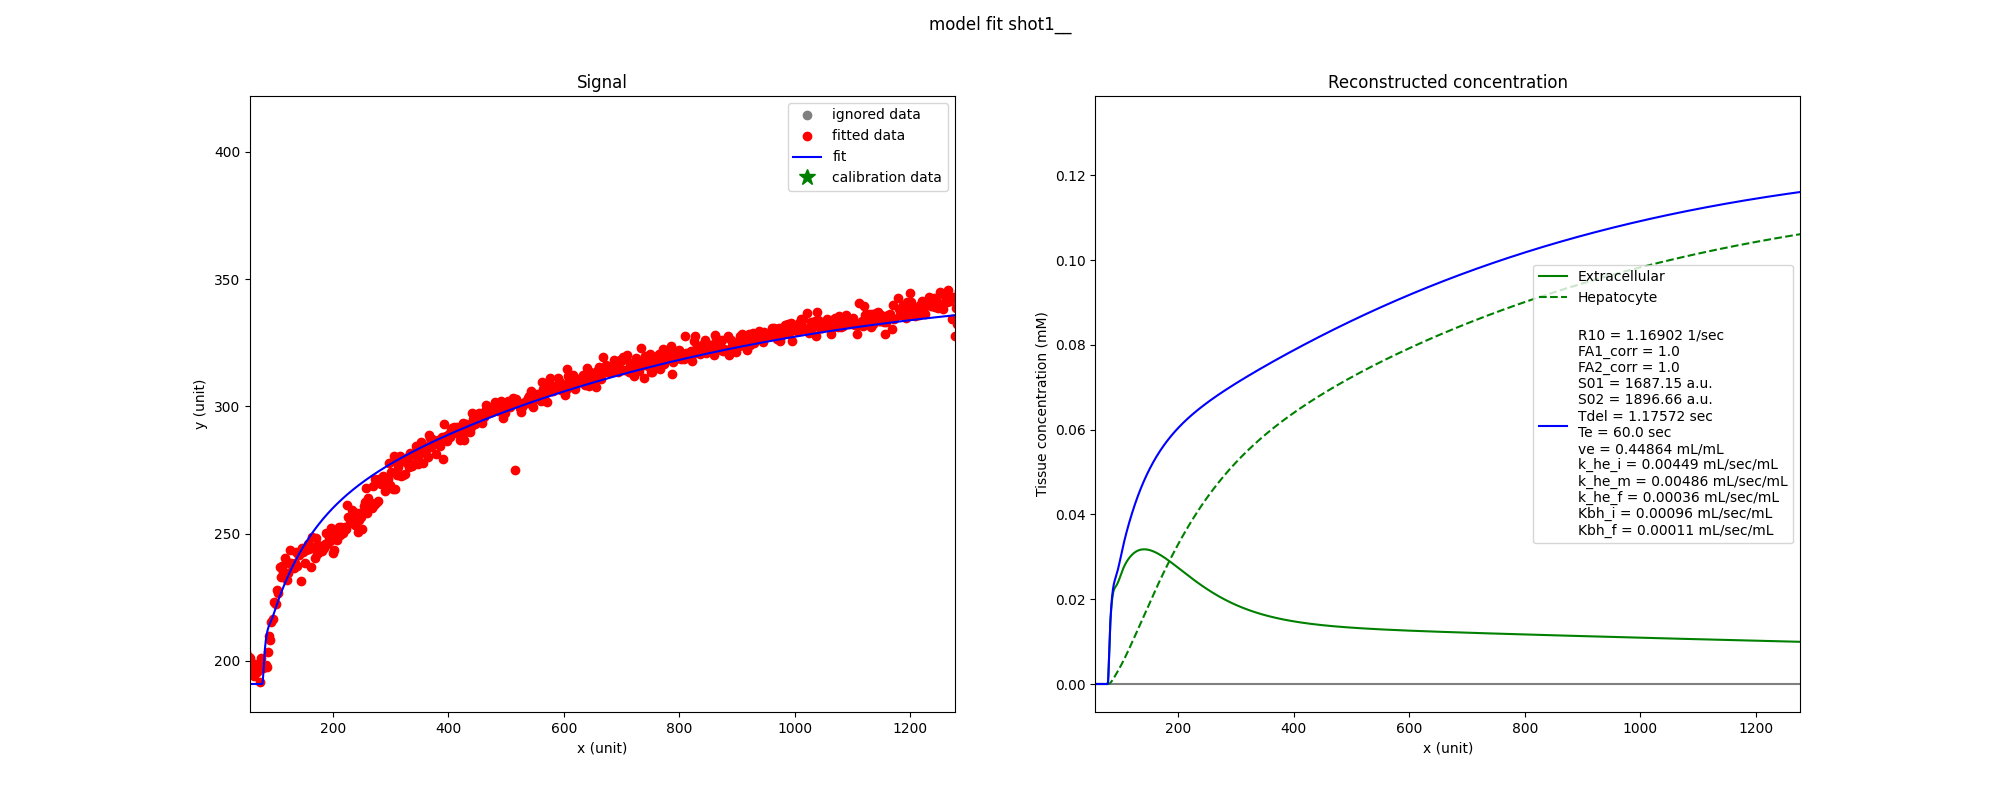 model fit shot1__
Signal
y (unit)
400
350
300
250
200
200
400
600
800
1000
1200
x (unit)
ignored data
fitted data
fit
calibration data
Reconstructed concentration
Tissue concentration (mM)
0.12
0.10
0.08
0.06
0.04
0.02
0.00
200
400
600
800
1000
1200
x (unit)
Extracellular
Hepatocyte
R10 = 1.16902 1/sec
FA1_corr = 1.0
FA2_corr = 1.0
S01 = 1687.15 a.u.
S02 = 1896.66 a.u.
Tdel = 1.17572 sec
Te = 60.0 sec
ve = 0.44864 mL/mL
k_he_i = 0.00449 mL/sec/mL
k_he_m = 0.00486 mL/sec/mL
k_he_f = 0.00036 mL/sec/mL
Kbh_i = 0.00096 mL/sec/mL
Kbh_f = 0.00011 mL/sec/mL